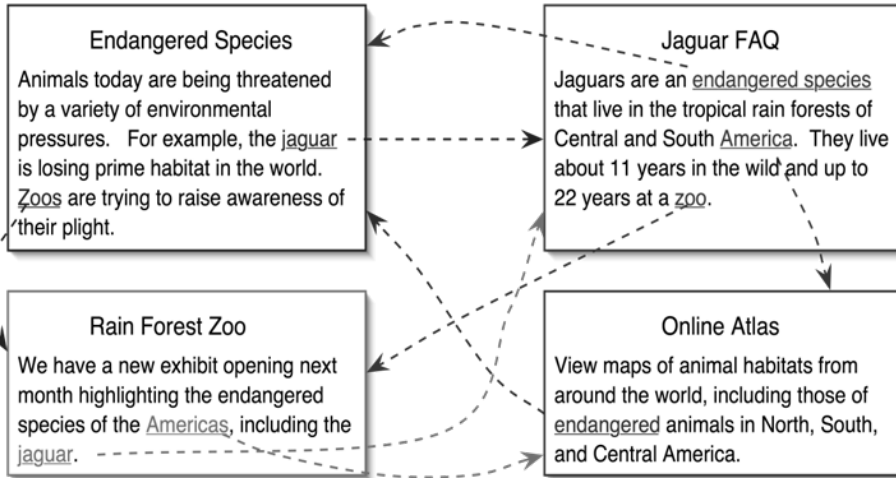 Endangered Species
Animals today are being threatened
by a variety of environmental
pressures. For example, the jaguar
is losing prime habitat in the world.
Zoos are trying to raise awareness of
their plight.
Jaguar FAQ
Jaguars are an endangered species
that live in the tropical rain forests of
Central and South America. They live
about 11 years in the wild and up to
22 years at a zoo.
Rain Forest Zoo
We have a new exhibit opening next
month highlighting the endangered
species of the Americas, including the
jaguar.
Online Atlas
View maps of animal habitats from
around the world, including those of
endangered animals in North, South,
and Central America.